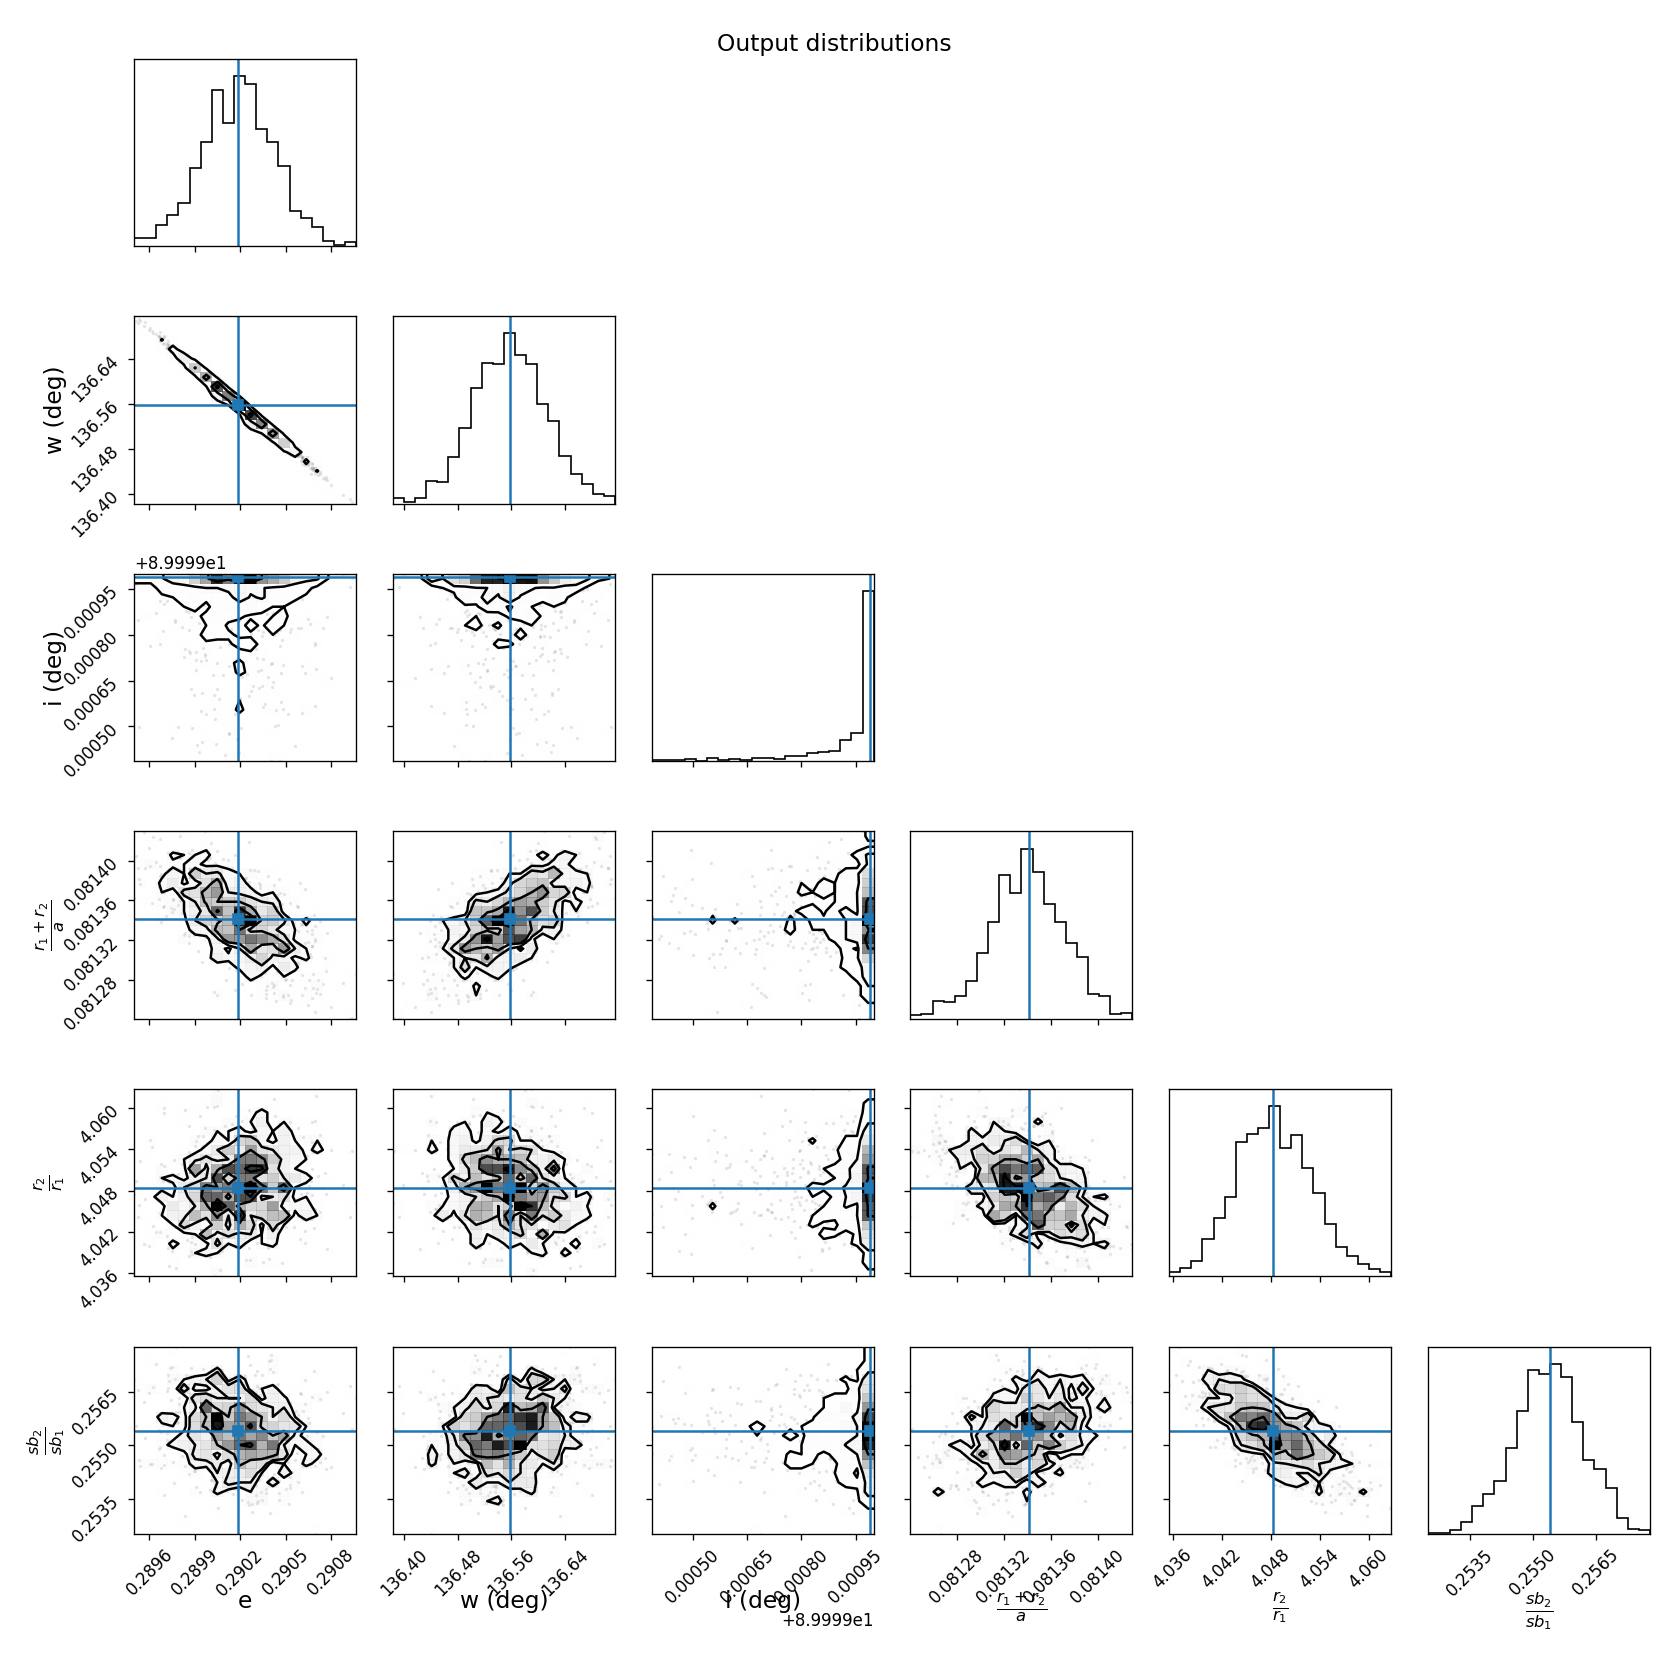 Output distributions
w (deg)
136.64
136.56
136.48
136.40
+8.9999e1
i (deg)
0.00095
0.00080
0.00065
0.00050
r₁ + r₂
a
0.08140
0.08136
0.08132
0.08128
r₂
r₁
4.060
4.054
4.048
4.042
4.036
sb₂
sb₁
0.2565
0.2550
0.2535
0.2896 0.2899 0.2902 0.2905 0.2908
136.40 136.48 136.56 136.64
0.00050 0.00065 0.00080 0.00095
0.08128 0.08132 0.08136 0.08140
4.036 4.042 4.048 4.054 4.060
0.2535 0.2550 0.2565
e
w (deg)
i (deg)
+8.9999e1
r₁ + r₂
a
r₂
r₁
sb₂
sb₁